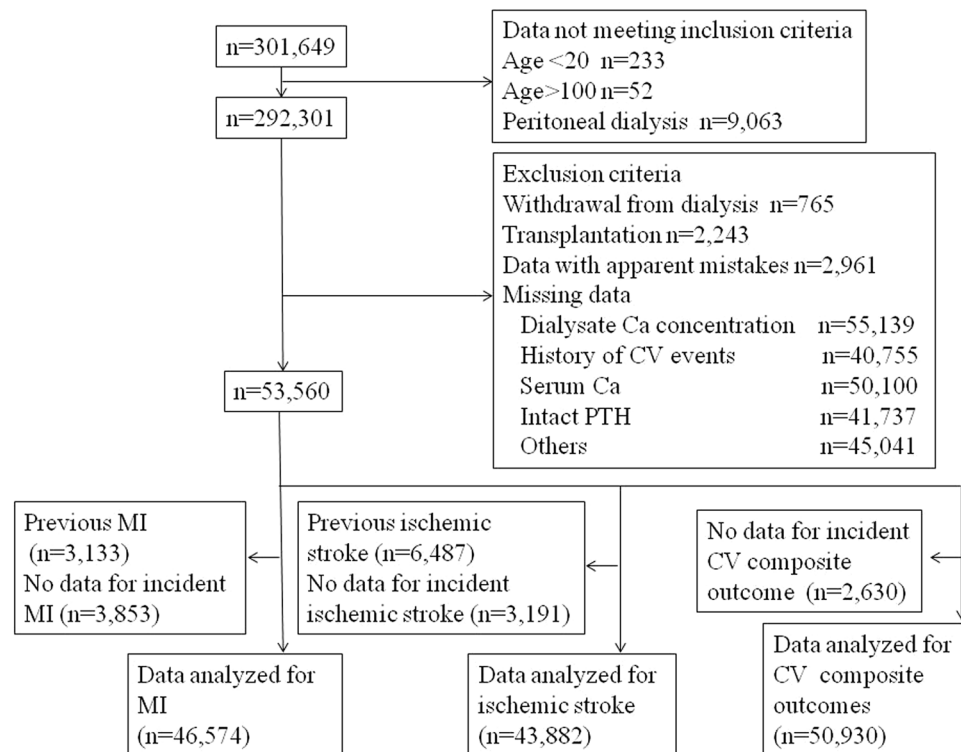 n=301,649
Data not meeting inclusion criteria
Age <20 n=233
Age>100 n=52
Peritoneal dialysis n=9,063
n=292,301
Exclusion criteria
Withdrawal from dialysis n=765
Transplantation n=2,243
Data with apparent mistakes n=2,961
Missing data
Dialysate Ca concentration n=55,139
History of CV events n=40,755
Serum Ca n=50,100
Intact PTH n=41,737
Others n=45,041
n=53,560
Previous MI
(n=3,133)
No data for incident
MI (n=3,853)
Previous ischemic
stroke (n=6,487)
No data for incident
ischemic stroke (n=3,191)
No data for incident
CV composite
outcome (n=2,630)
Data analyzed for
MI
(n=46,574)
Data analyzed for
ischemic stroke
(n=43,882)
Data analyzed for
CV composite
outcomes
(n=50,930)